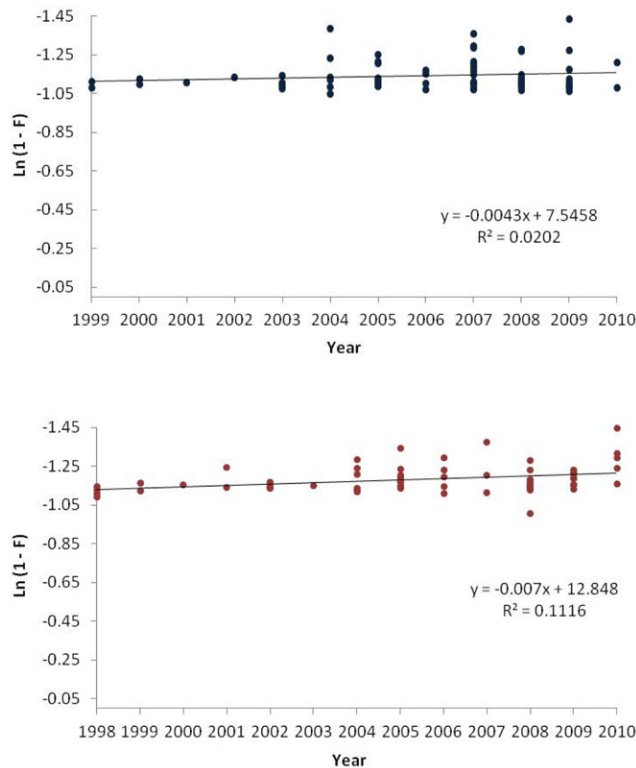 -1.45
-1.25
-1.05
-0.85
-0.65
-0.45
-0.25
-0.05
Ln (1 - F)
y = -0.0043x + 7.5458
R² = 0.0202
1999 2000 2001 2002 2003 2004 2005 2006 2007 2008 2009 2010
Year
-1.45
-1.25
-1.05
-0.85
-0.65
-0.45
-0.25
-0.05
Ln (1 - F)
y = -0.007x + 12.848
R² = 0.1116
1998 1999 2000 2001 2002 2003 2004 2005 2006 2007 2008 2009 2010
Year